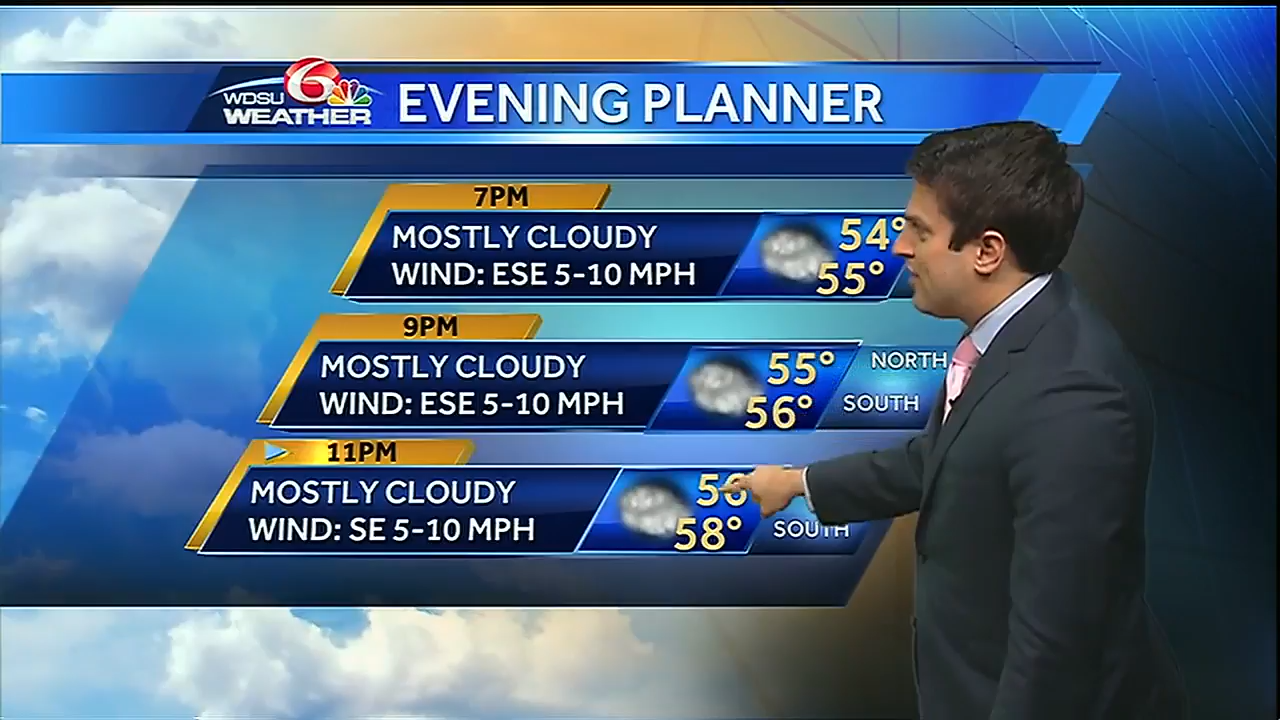 WDSU 6
WEATHER
EVENING PLANNER
7PM
MOSTLY CLOUDY
WIND: ESE 5-10 MPH
54°
55°
9PM
MOSTLY CLOUDY
WIND: ESE 5-10 MPH
55° NORTH
56° SOUTH
11PM
MOSTLY CLOUDY
WIND: SE 5-10 MPH
58° SOUTH